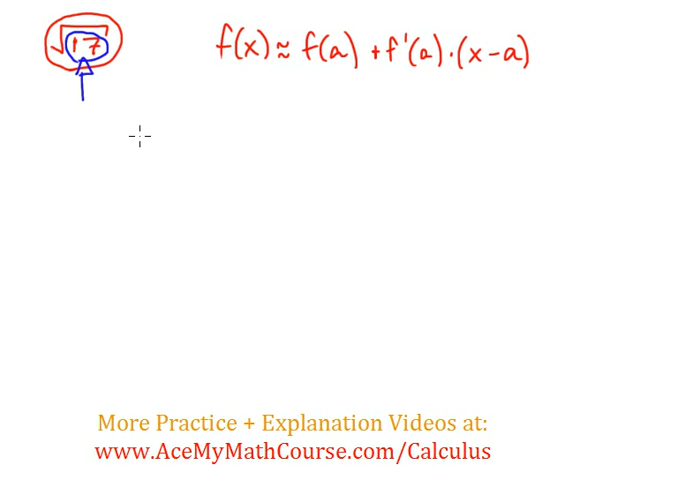 √17 f(x) ≈ f(a) + f'(a)·(x-a)
More Practice + Explanation Videos at:
www.AceMyMathCourse.com/Calculus